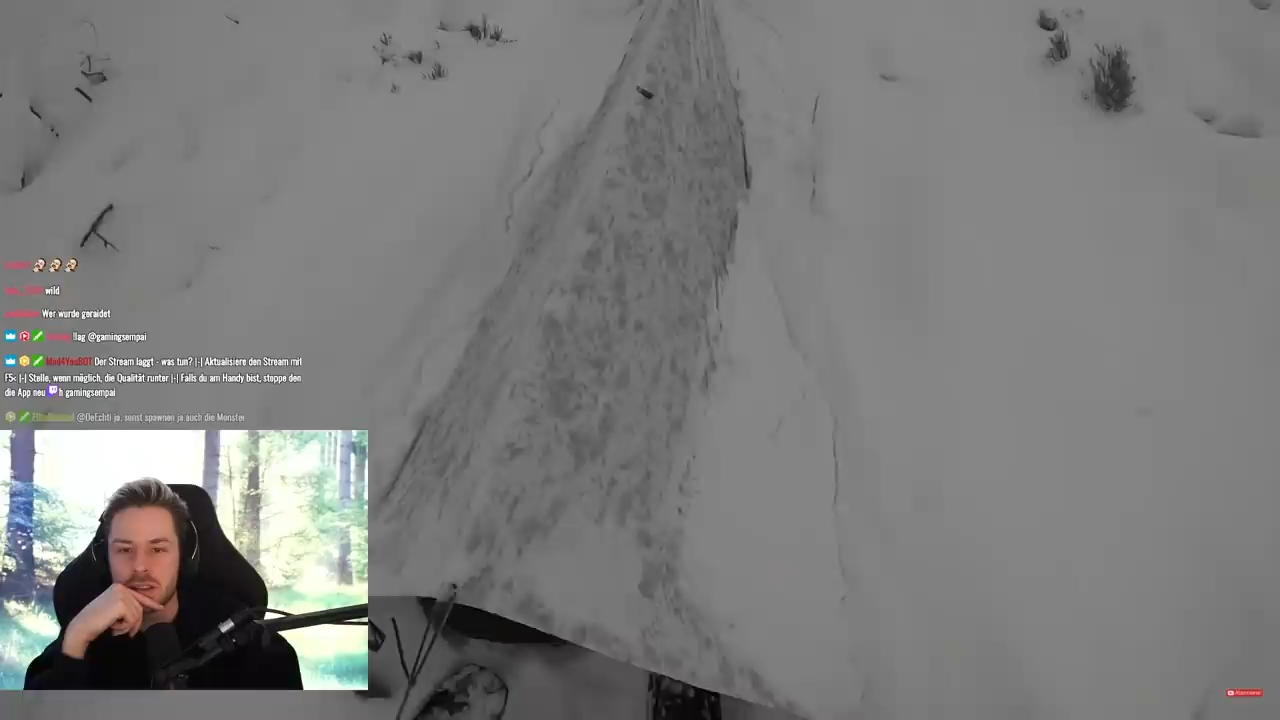 wild
Wer wurde geraidet
!lag @gamingsempai
Mod4YouBOT Der Stream laggt - was tun? |-| Aktualisiere den Stream mit
F5< |-| Stelle, wenn möglich, die Qualität runter |-| Falls du am Handy bist, stoppe den
die App neu h gamingsempai
@DeEchti ja, sonst spawnen ja auch die Monster
Abonnieren